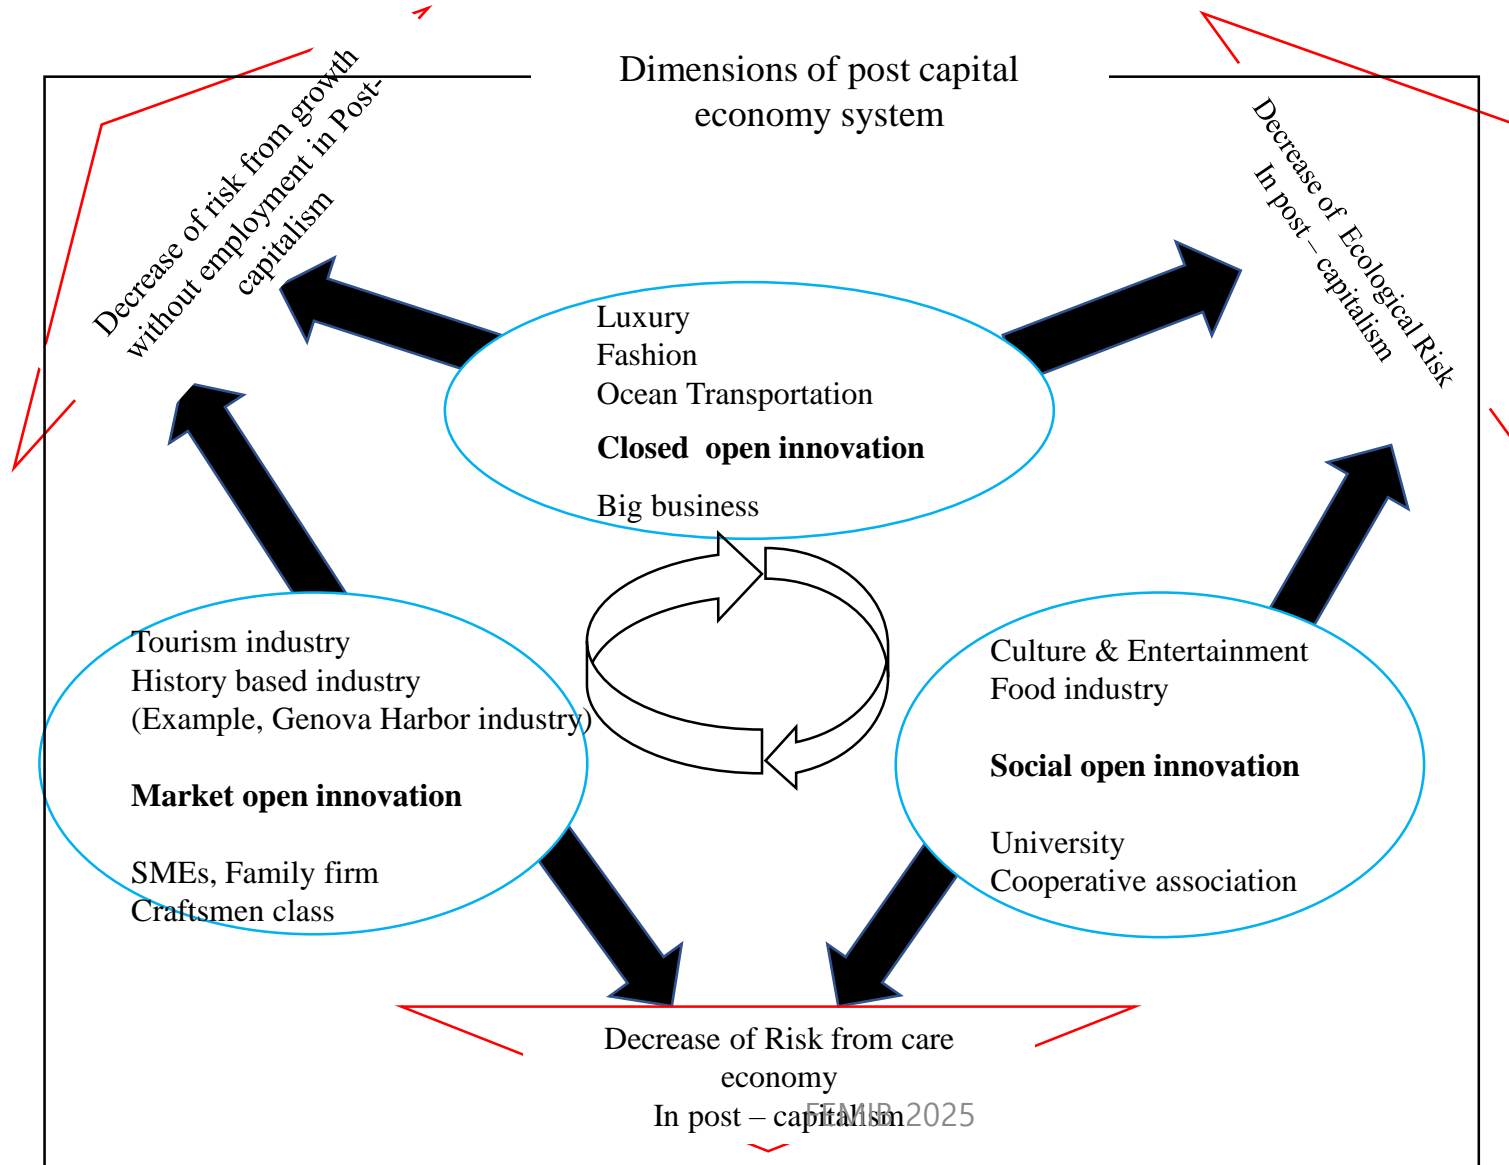 Dimensions of post capital
economy system
Decrease of risk from growth
without employment in Post-
capitalism
Decrease of Ecological Risk
In post – capitalism
Luxury
Fashion
Ocean Transportation
Closed open innovation
Big business
Tourism industry
History based industry
(Example, Genova Harbor industry)
Market open innovation
SMEs, Family firm
Craftsmen class
Culture & Entertainment
Food industry
Social open innovation
University
Cooperative association
Decrease of Risk from care
economy
In post – capitalism
FEMIB 2025